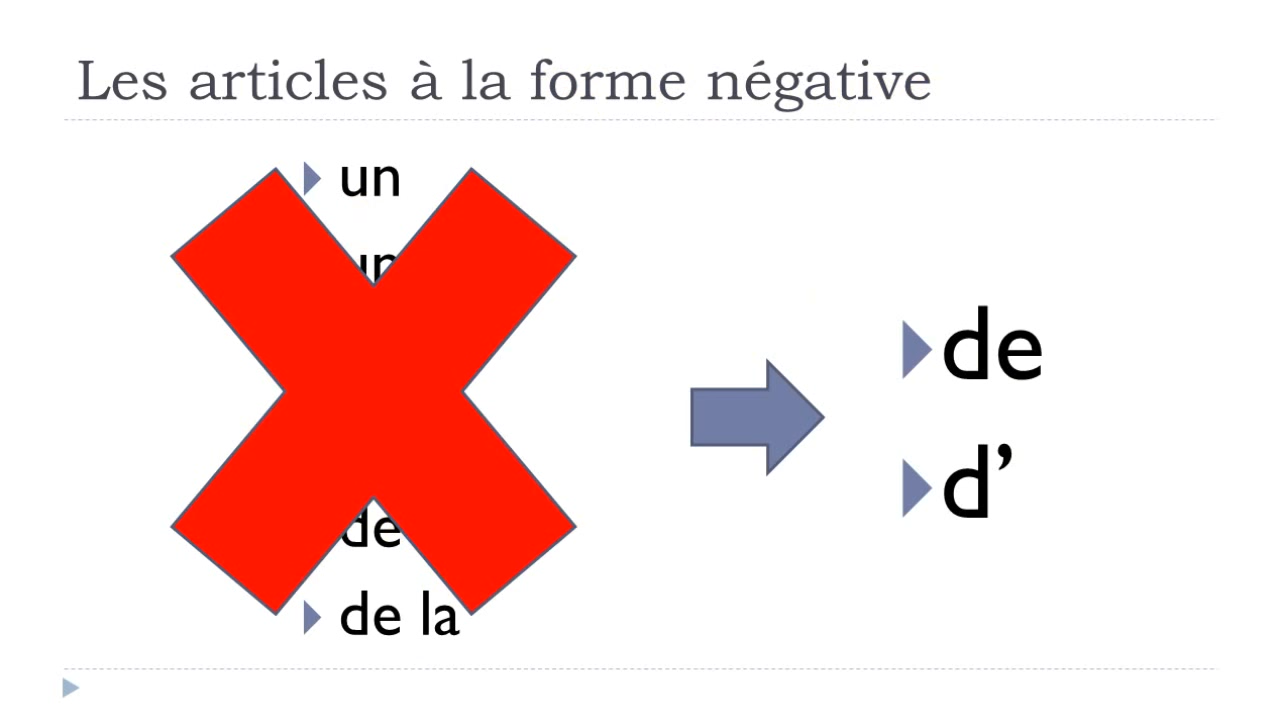 Les articles à la forme négative
un
de la
de
d’